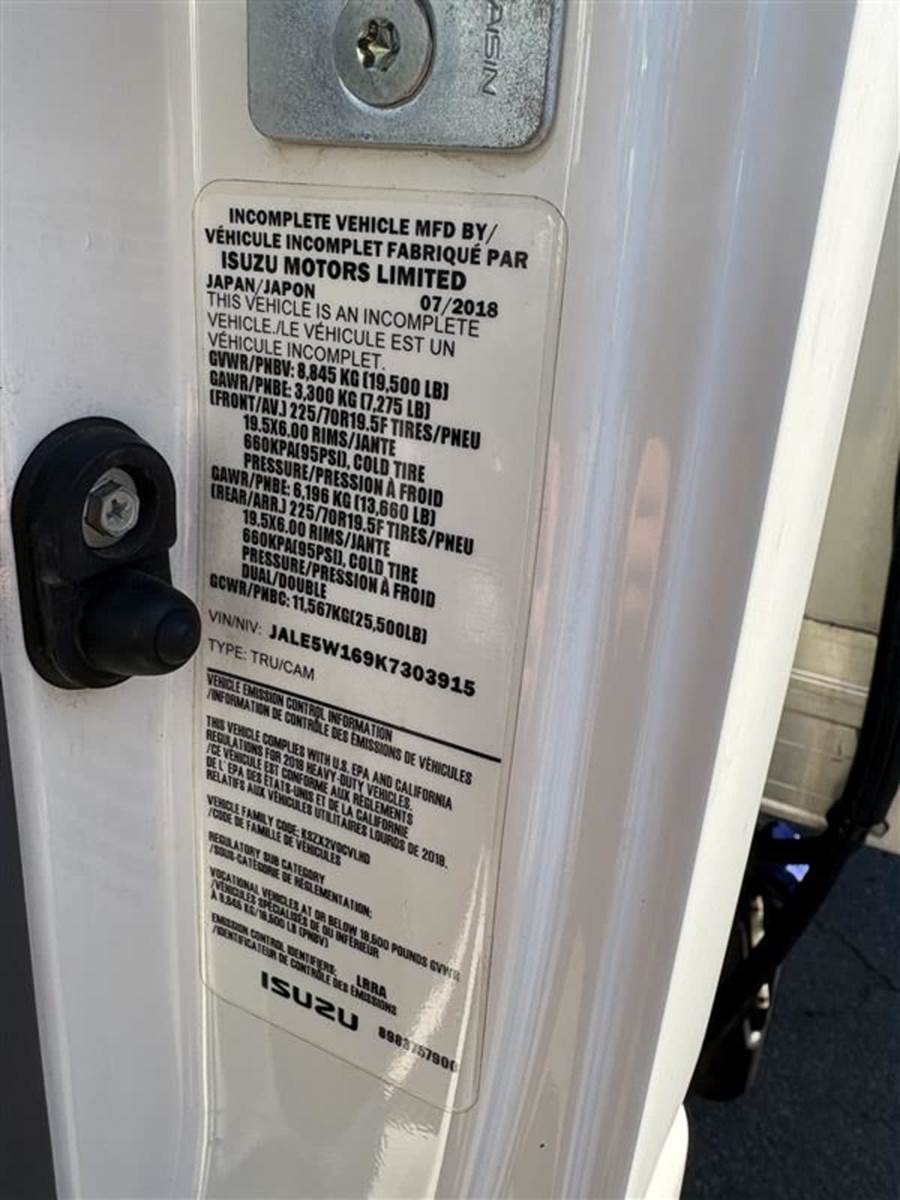 AISIN
INCOMPLETE VEHICLE MFD BY/
VÉHICULE INCOMPLET FABRIQUÉ PAR
ISUZU MOTORS LIMITED
JAPAN/JAPON 07/2018
THIS VEHICLE IS AN INCOMPLETE
VEHICLE./LE VÉHICULE EST UN
VÉHICULE INCOMPLET.
GVWR/PNBV: 8,845 KG (19,500 LB)
GAWR/PNBE: 3,300 KG (7,275 LB)
(FRONT/AV.) 225/70R19.5F TIRES/PNEU
19.5X6.00 RIMS/JANTE
660KPA(95PSI), COLD TIRE
PRESSURE/PRESSION À FROID
GAWR/PNBE: 6,196 KG (13,660 LB)
(REAR/ARR.) 225/70R19.5F TIRES/PNEU
19.5X6.00 RIMS/JANTE
660KPA(95PSI), COLD TIRE
PRESSURE/PRESSION À FROID
DUAL/DOUBLE
GCWR/PNBC: 11,567KG(25,500LB)
VIN/NIV: JALE5W169K7303915
TYPE: TRU/CAM
VEHICLE EMISSION CONTROL INFORMATION
/INFORMATION DE CONTRÔLE DES ÉMISSIONS DE VÉHICULES
THIS VEHICLE COMPLIES WITH U.S. EPA AND CALIFORNIA
REGULATIONS FOR 2019 HEAVY-DUTY VEHICLES.
/CE VÉHICULE EST CONFORME AUX RÈGLEMENTS
DE L'EPA DES ÉTATS-UNIS ET DE LA CALIFORNIE
RELATIFS AUX VÉHICULES UTILITAIRES LOURDS DE 2019.
VEHICLE FAMILY CODE: KSZX2VOCVLHD
/CODE DE FAMILLE DE VÉHICULES
REGULATORY SUB CATEGORY
/SOUS-CATÉGORIE DE RÉGLEMENTATION:
VOCATIONAL VEHICLES AT OR BELOW 19,500 POUNDS GVWR
/VÉHICULES SPÉCIALISÉS DE OU INFÉRIEUR
À 8,845 KG/19,500 LB (PNBV)
EMISSION CONTROL IDENTIFIERS: LRRA
/IDENTIFICATEUR DE CONTRÔLE DES ÉMISSIONS
ISUZU 8983757900